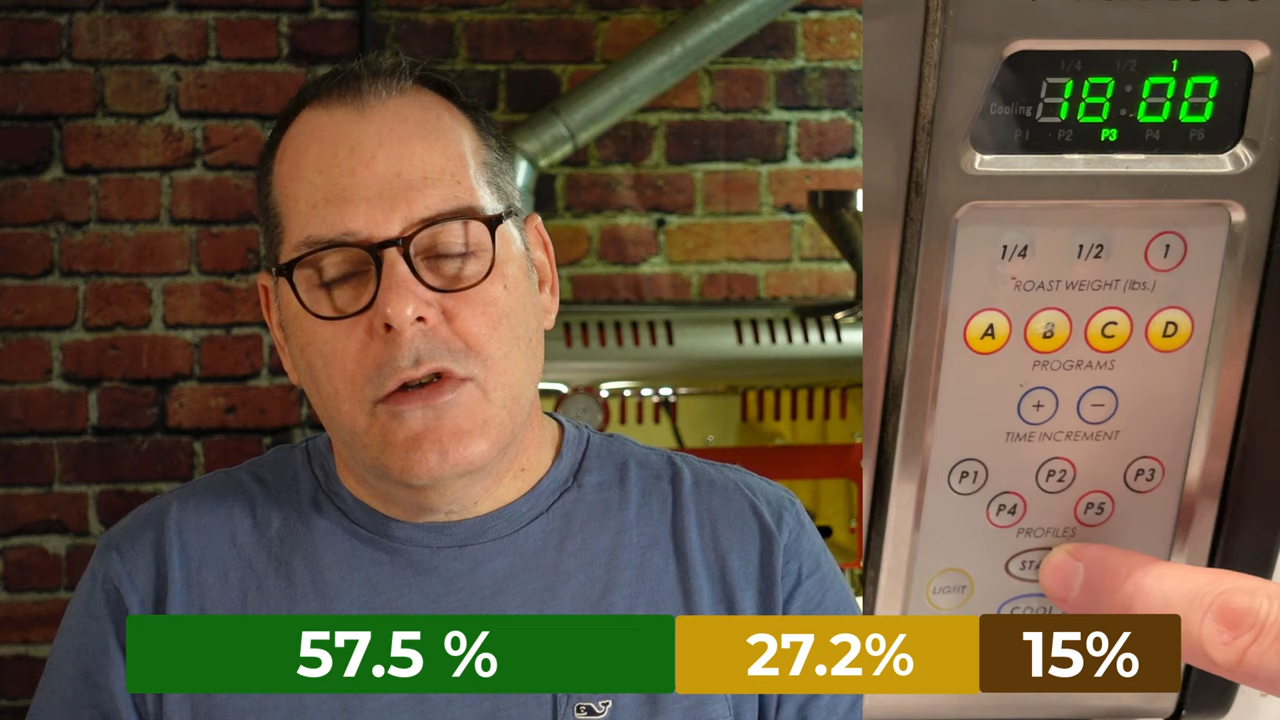 1/4 1/2 1
Cooling 18:00
P1 P2 P3 P4 P5
1/4 1/2 1
ROAST WEIGHT (lbs.)
A B C D
PROGRAMS
+ −
TIME INCREMENT
P1 P2 P3
P4 P5
PROFILES
LIGHT
57.5 % 27.2% 15%